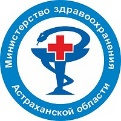 Министерство здравоохранения
Астраханской области